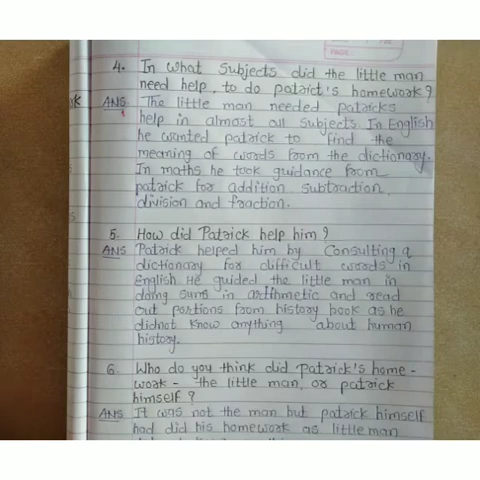 PAGE:
4. In what Subjects did the little man
need help, to do patrict's homework?
ANS The little man needed patricks
help in almost all subjects In English
he wanted patrick to find the
meaning of words from the dictionary.
In maths he took guidance from
patrick for addition subtraction,
division and fraction.
5. How did Patrick help him?
ANS Patrick helped him by Consulting a
dictionary for difficult words in
English. He guided the little man in
doing sums in arithmetic and read
out portions from history book as he
didnot know anything about human
history.
6. Who do you think did Patrick's home-
work - the little man, or patrick
himself?
ANS It was not the man but patrick himself
had did his homework as little man